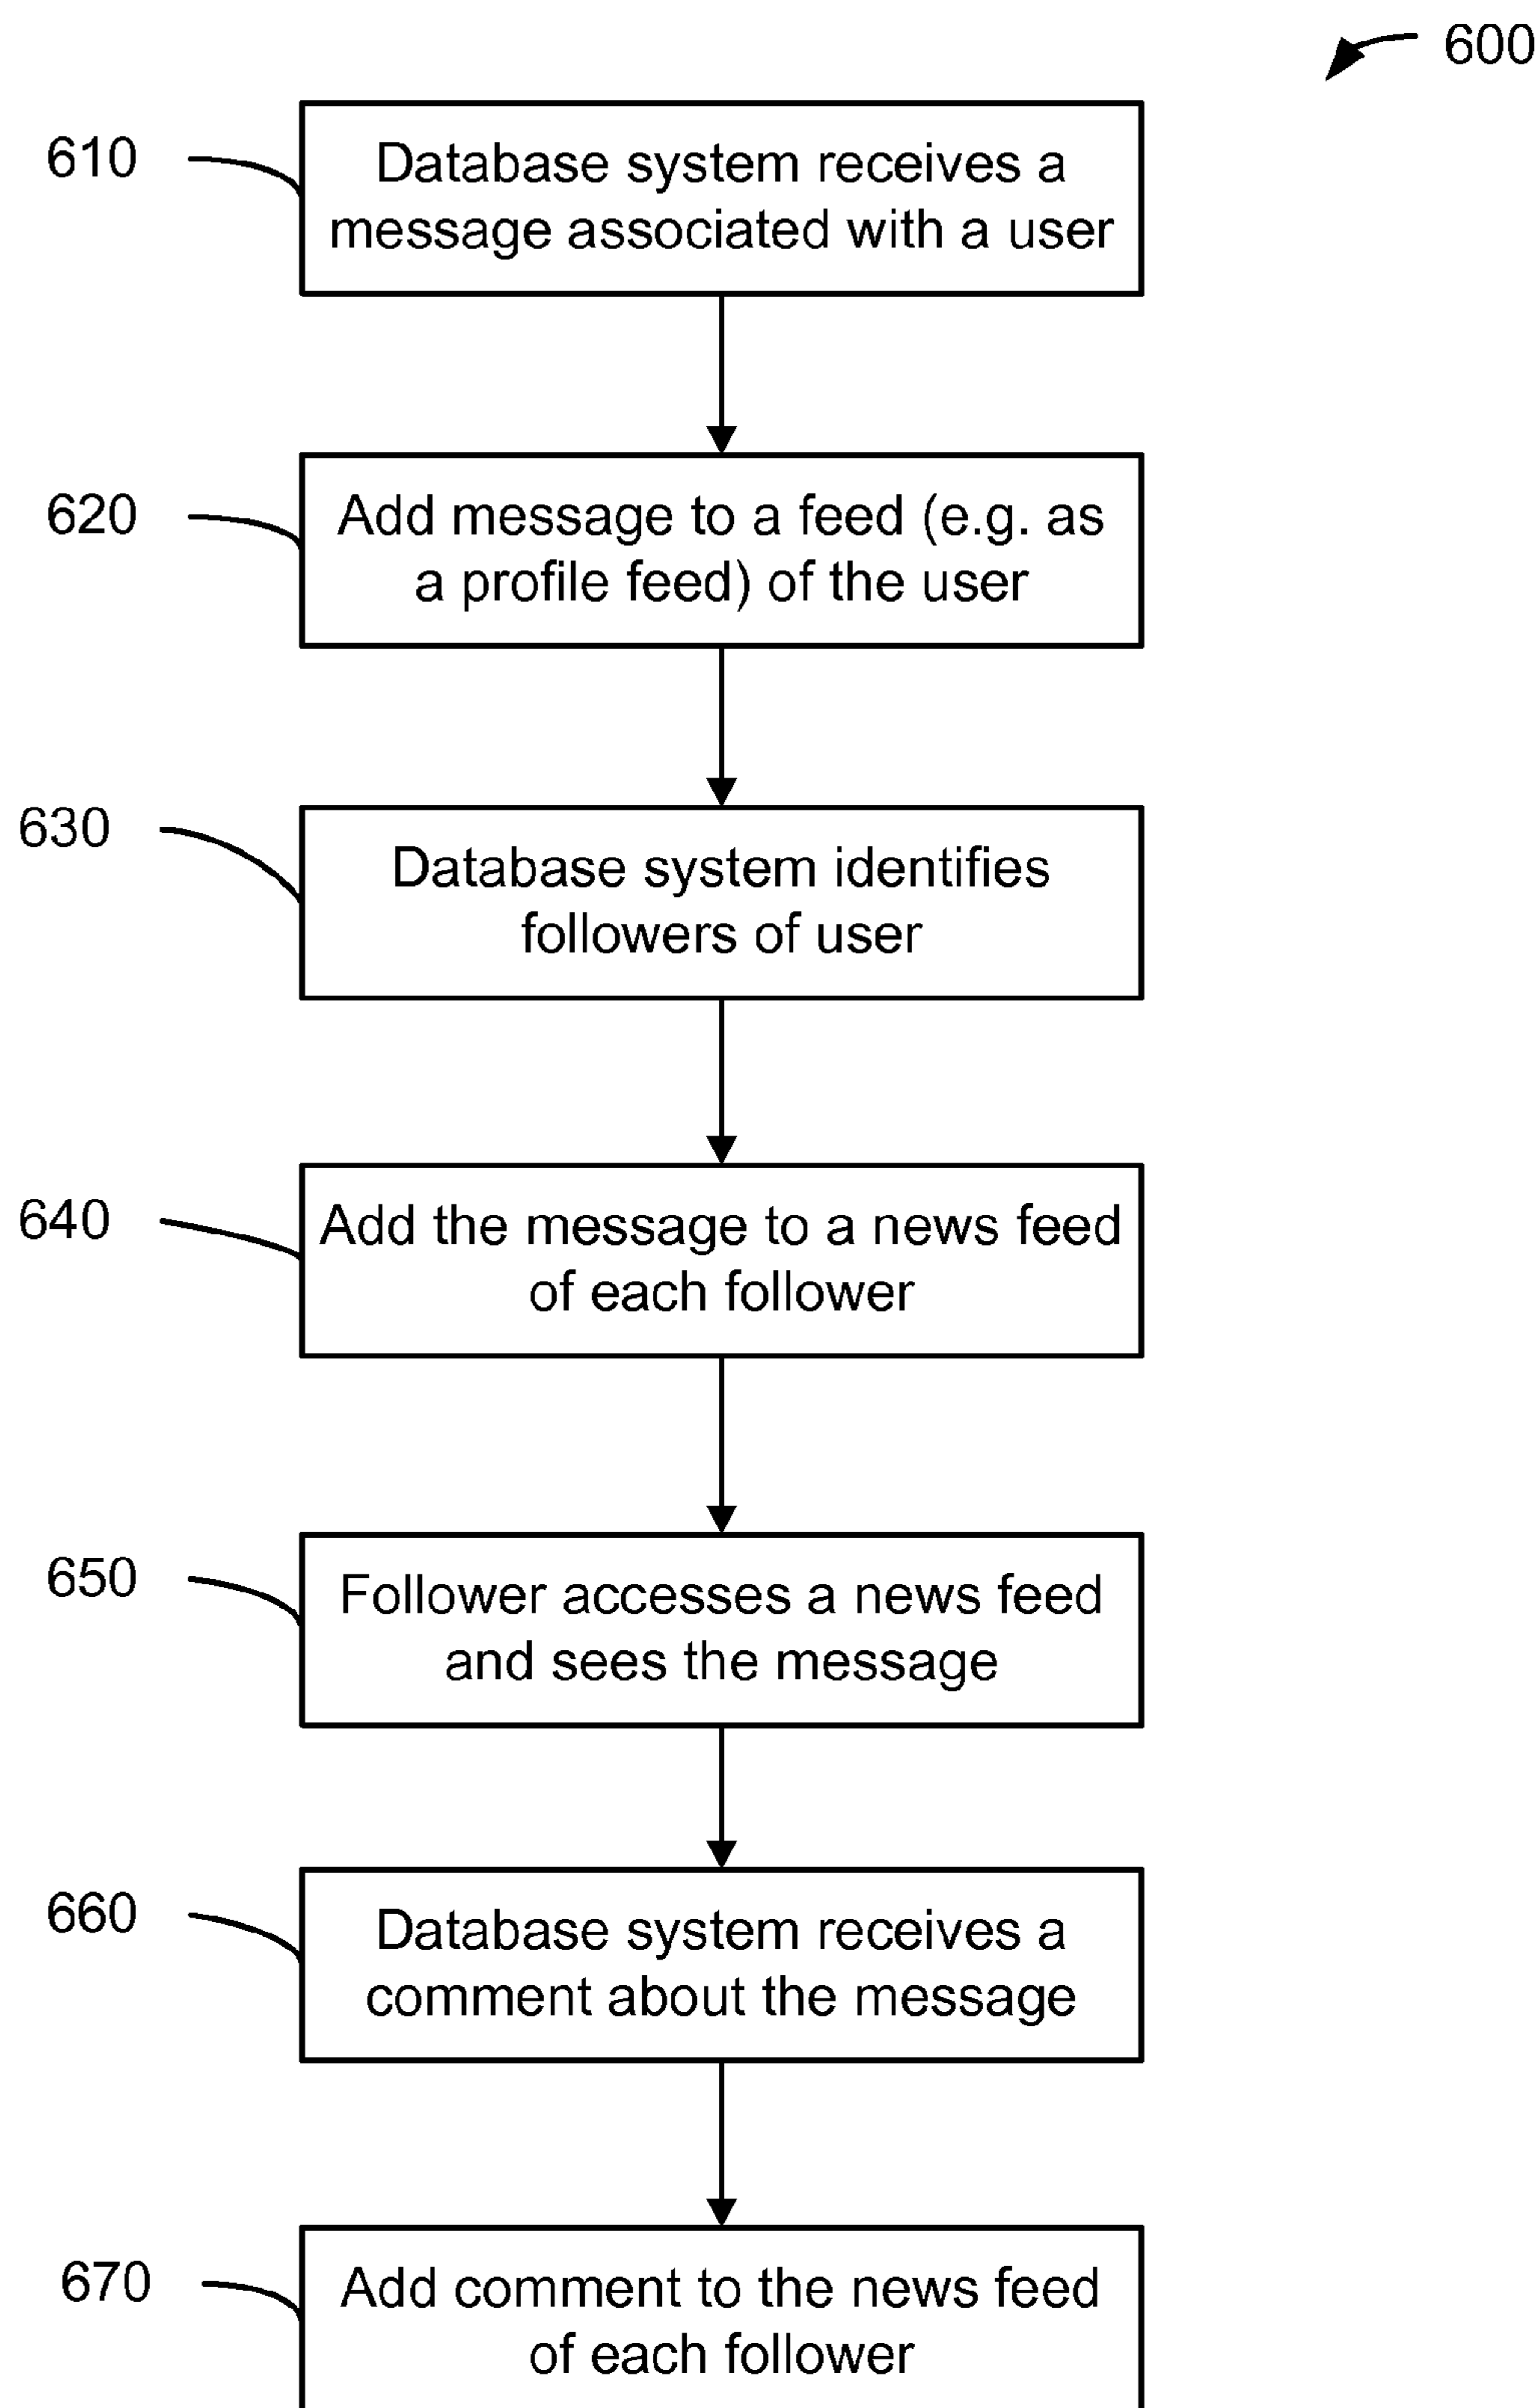 600
610
Database system receives a
message associated with a user
620
Add message to a feed (e.g. as
a profile feed) of the user
630
Database system identifies
followers of user
640
Add the message to a news feed
of each follower
650
Follower accesses a news feed
and sees the message
660
Database system receives a
comment about the message
670
Add comment to the news feed
of each follower